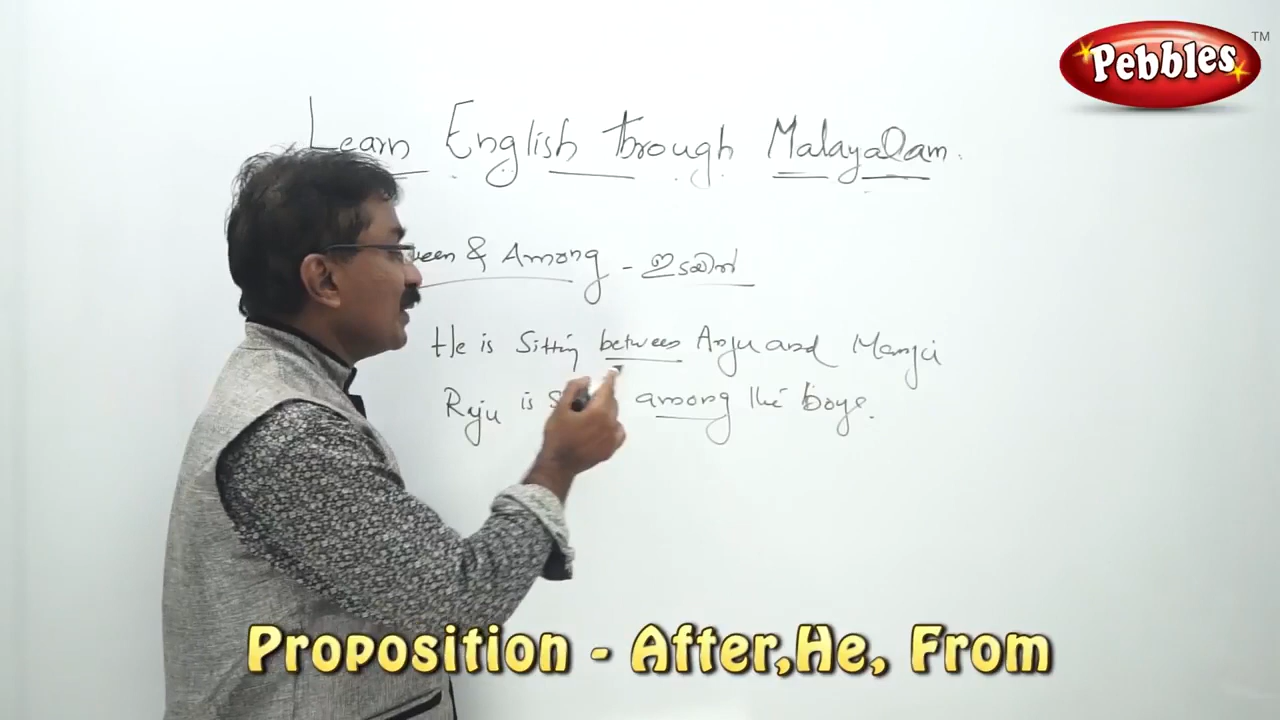 Pebbles TM
Learn English through Malayalam.
ween & Among - ഇടയിൽ
He is sitting between Anju and Manju
Raju is s among the boys.
Proposition - After,He, From